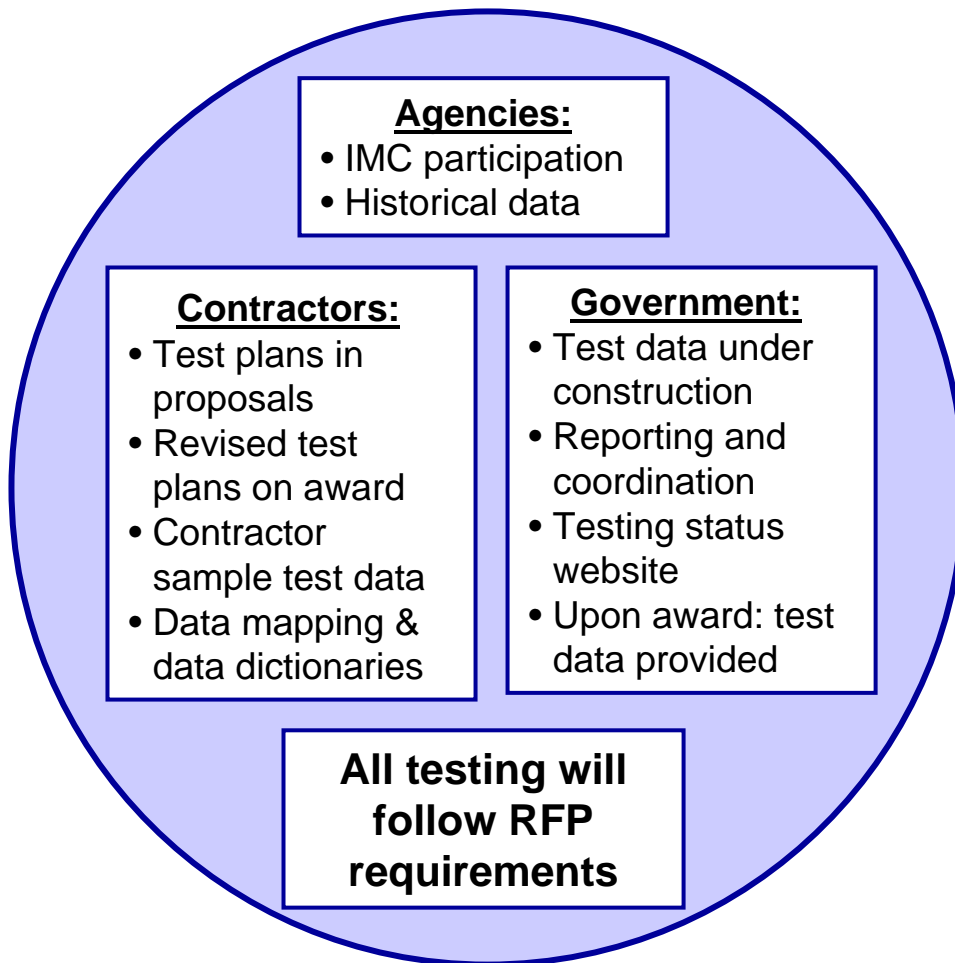 Agencies:
• IMC participation
• Historical data
Contractors:
• Test plans in
proposals
• Revised test
plans on award
• Contractor
sample test data
• Data mapping &
data dictionaries
Government:
• Test data under
construction
• Reporting and
coordination
• Testing status
website
• Upon award: test
data provided
All testing will
follow RFP
requirements